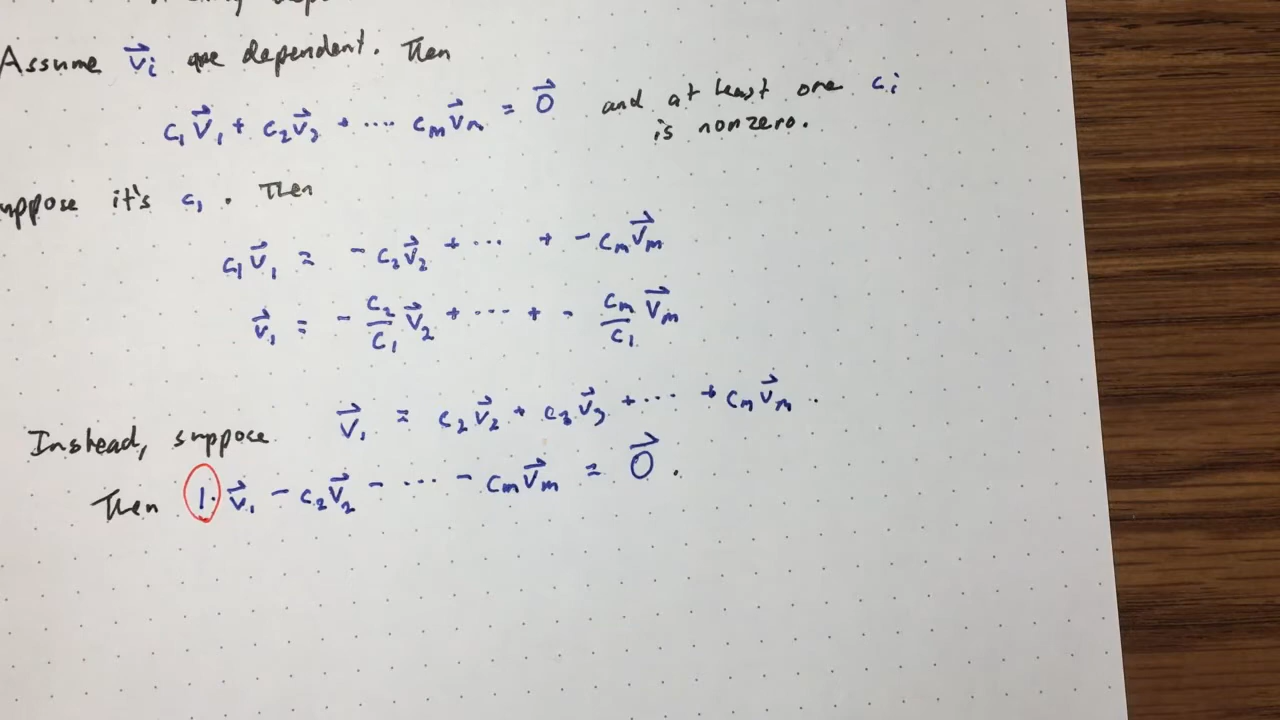 Assume v⃗i are dependent. Then
c₁v⃗₁ + c₂v⃗₂ + .... cₘv⃗ₘ = 0⃗ and at least one cᵢ
is nonzero.
uppose it's c₁. Then
c₁v⃗₁ = -c₂v⃗₂ + ... + -cₘv⃗ₘ
v⃗₁ = -c₂/c₁ v⃗₂ + ... + - cₘ/c₁ v⃗ₘ
Instead, suppose v⃗₁ = c₂v⃗₂ + c₃v⃗₃ + ... + cₘv⃗ₘ.
Then 1·v⃗₁ - c₂v⃗₂ - ... - cₘv⃗ₘ = 0⃗.